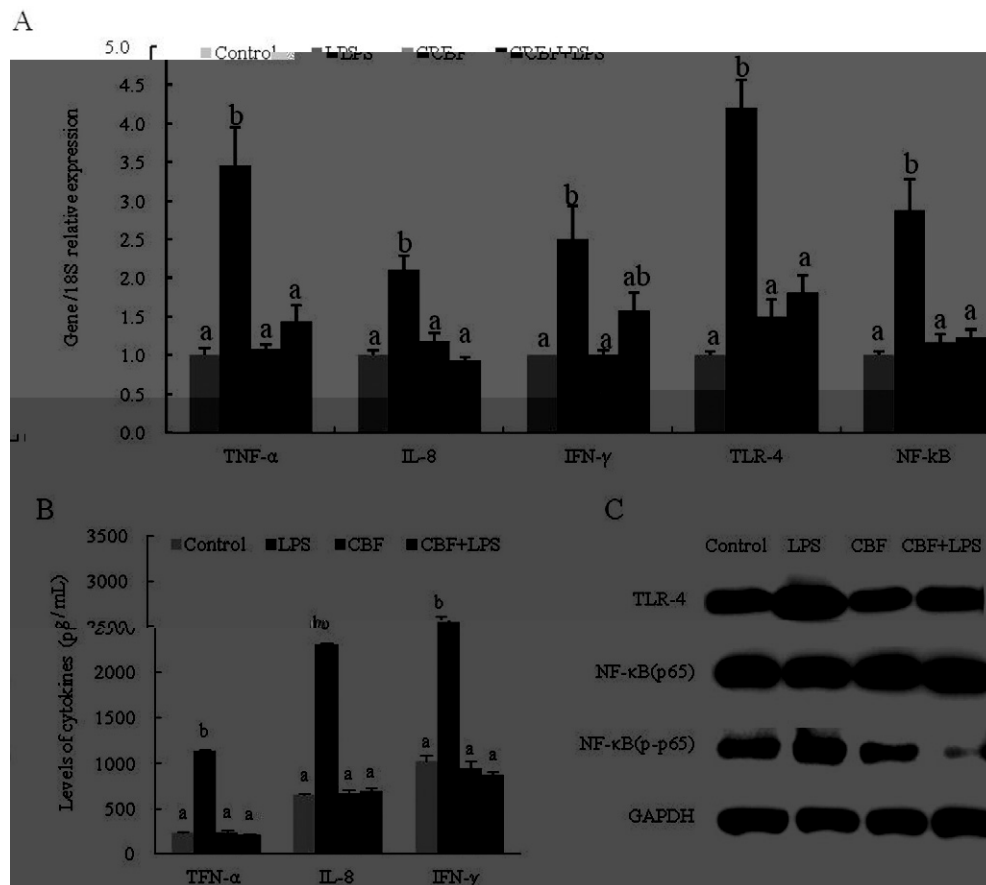 A
5.0 Control LPS CBF CBF+LPS
4.5
4.0
3.5
3.0
2.5
2.0
1.5
1.0
0.5
0.0
Gene/18S relative expression
a b a a
a b a a
a b a ab
a b a a
a b a a
TNF-α IL-8 IFN-γ TLR-4 NF-kB
B
3500
3000
2500
2000
1500
1000
500
0
Levels of cytokines (pg/mL)
Control LPS CBF CBF+LPS
a b a a
a a a
a b a a
TFN-α IL-8 IFN-γ
C
Control LPS CBF CBF+LPS
TLR-4
NF-κB(p65)
NF-κB(p-p65)
GAPDH